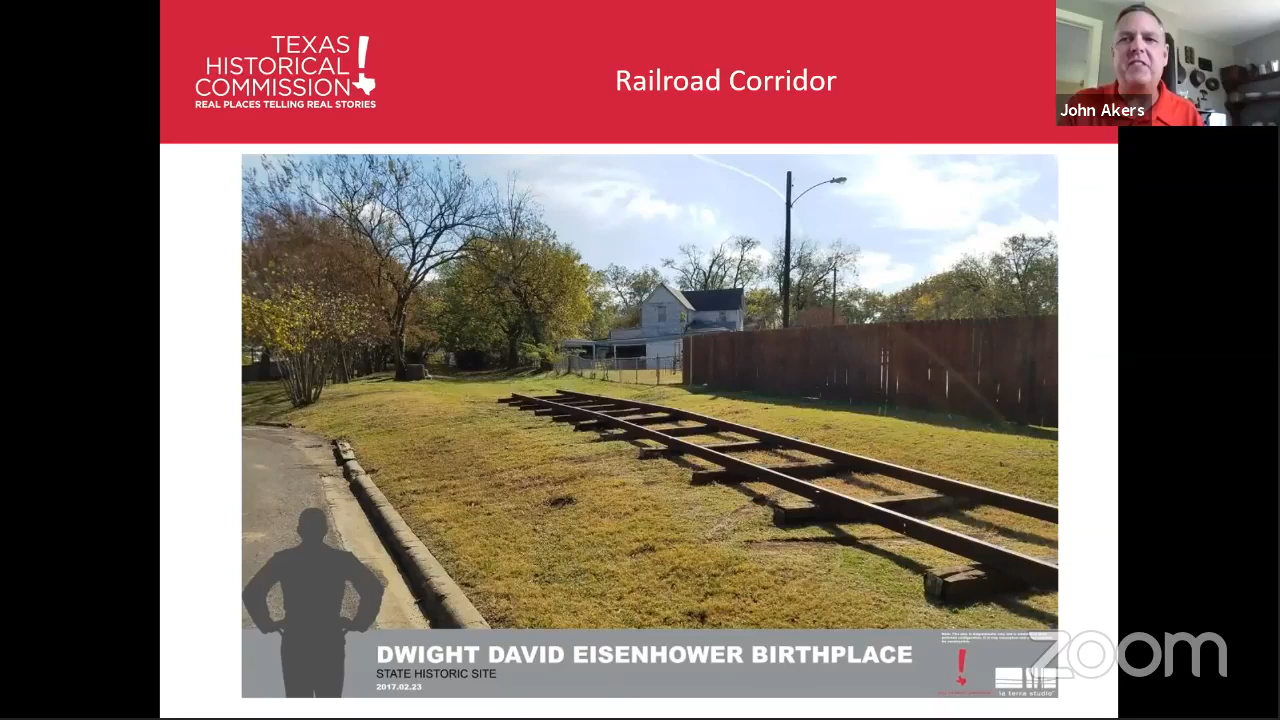 TEXAS
HISTORICAL
COMMISSION
REAL PLACES TELLING REAL STORIES
Railroad Corridor
John Akers
DWIGHT DAVID EISENHOWER BIRTHPLACE
STATE HISTORIC SITE
2017.02.23
la terra studio
zoom